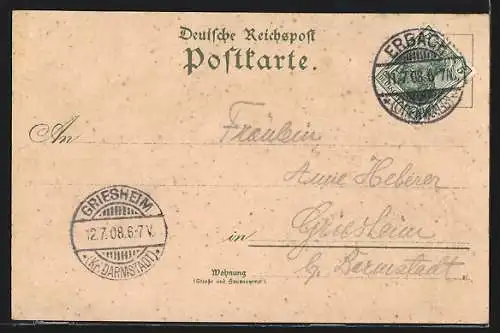 Deutsche Reichspost
Postkarte.
ERBACH
12.7.08.6-7N.
*(ODENWALD)*
An Fräulein
Anne Heberer
GRIESHEIM
12.7.08.6-7V.
*(Kr. DARMSTADT)*
in Griesheim
Wohnung
(Straße und Hausnummer)
b. Darmstadt